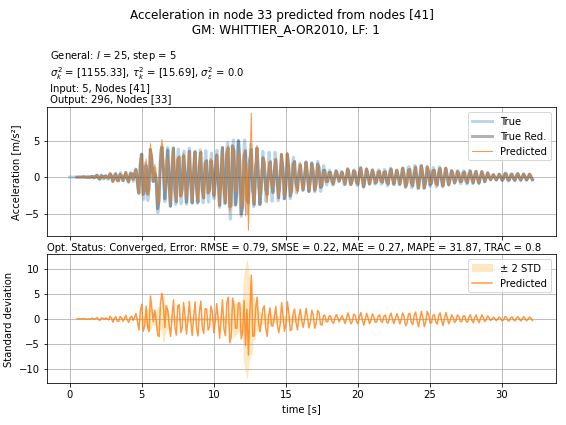 Acceleration in node 33 predicted from nodes [41]
GM: WHITTIER_A-OR2010, LF: 1
General: l = 25, step = 5
σ²ₖ = [1155.33], τ²ₖ = [15.69], σ²_ε = 0.0
Input: 5, Nodes [41]
Output: 296, Nodes [33]
Acceleration [m/s²]
5
0
−5
True
True Red.
Predicted
Opt. Status: Converged, Error: RMSE = 0.79, SMSE = 0.22, MAE = 0.27, MAPE = 31.87, TRAC = 0.8
Standard deviation
10
5
0
−5
−10
± 2 STD
Predicted
0 5 10 15 20 25 30
time [s]